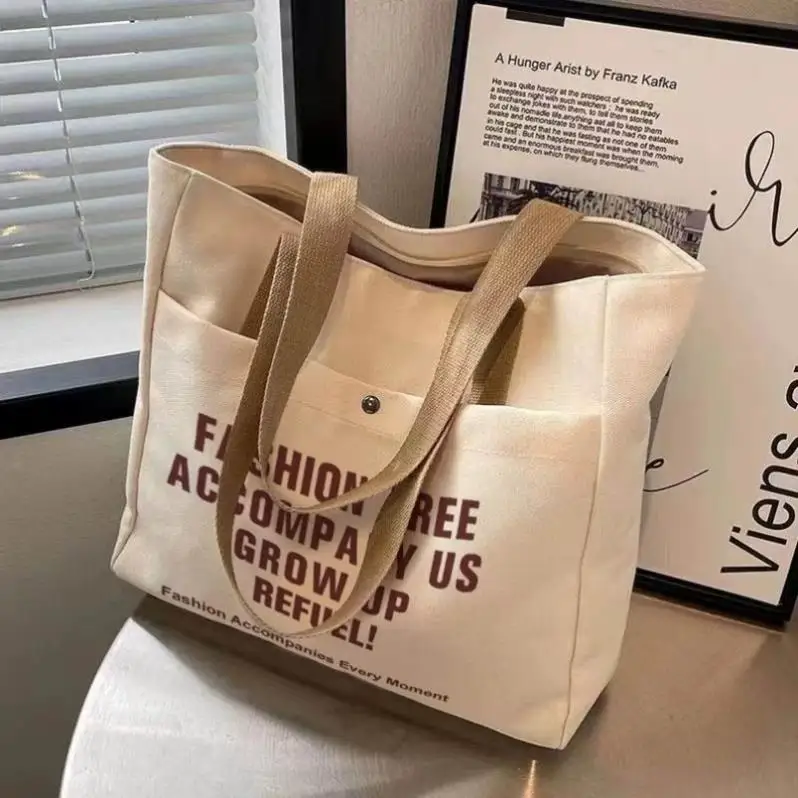 A Hunger Arist by Franz Kafka
He was quite happy at the prospect of spending
a sleepless night with such watchers; he was ready
to exchange jokes with them, to tell them stories
out of his nomadic life,anything at all to keep them
awake and demonstrate to them that he had no eatables
in his cage and that he was fasting as not one of them
could fast. But his happiest moment was when the morning
came and an enormous breakfast was brought them,
at his expense, on which they flung themselves...
Viens
FASHION FREE
ACCOMPANY US
GROW UP
REFUEL!
Fashion Accompanies Every Moment